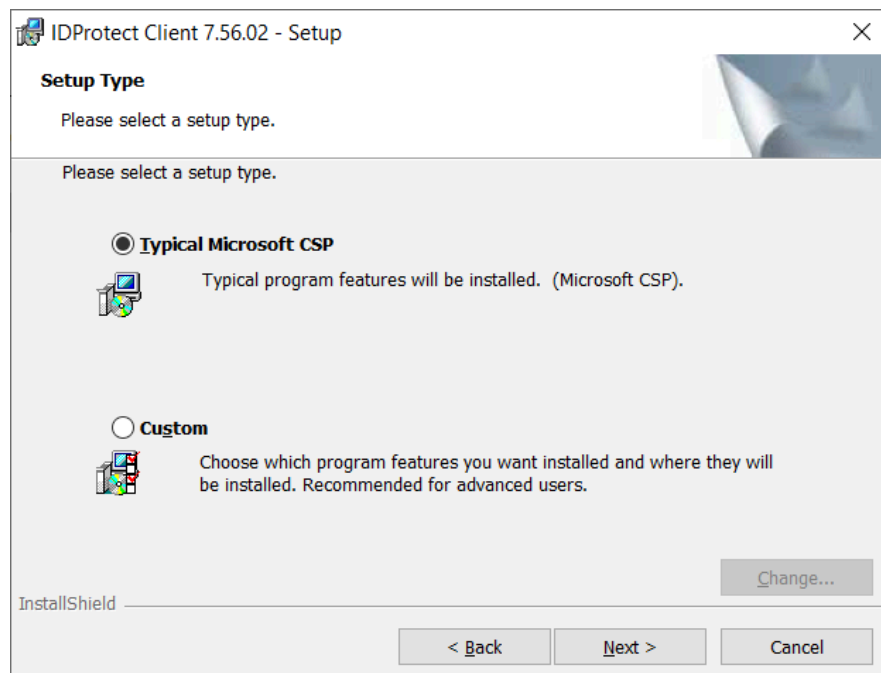 IDProtect Client 7.56.02 - Setup
Setup Type
Please select a setup type.
Please select a setup type.
Typical Microsoft CSP
Typical program features will be installed. (Microsoft CSP).
Custom
Choose which program features you want installed and where they will
be installed. Recommended for advanced users.
Change...
InstallShield
< Back
Next >
Cancel